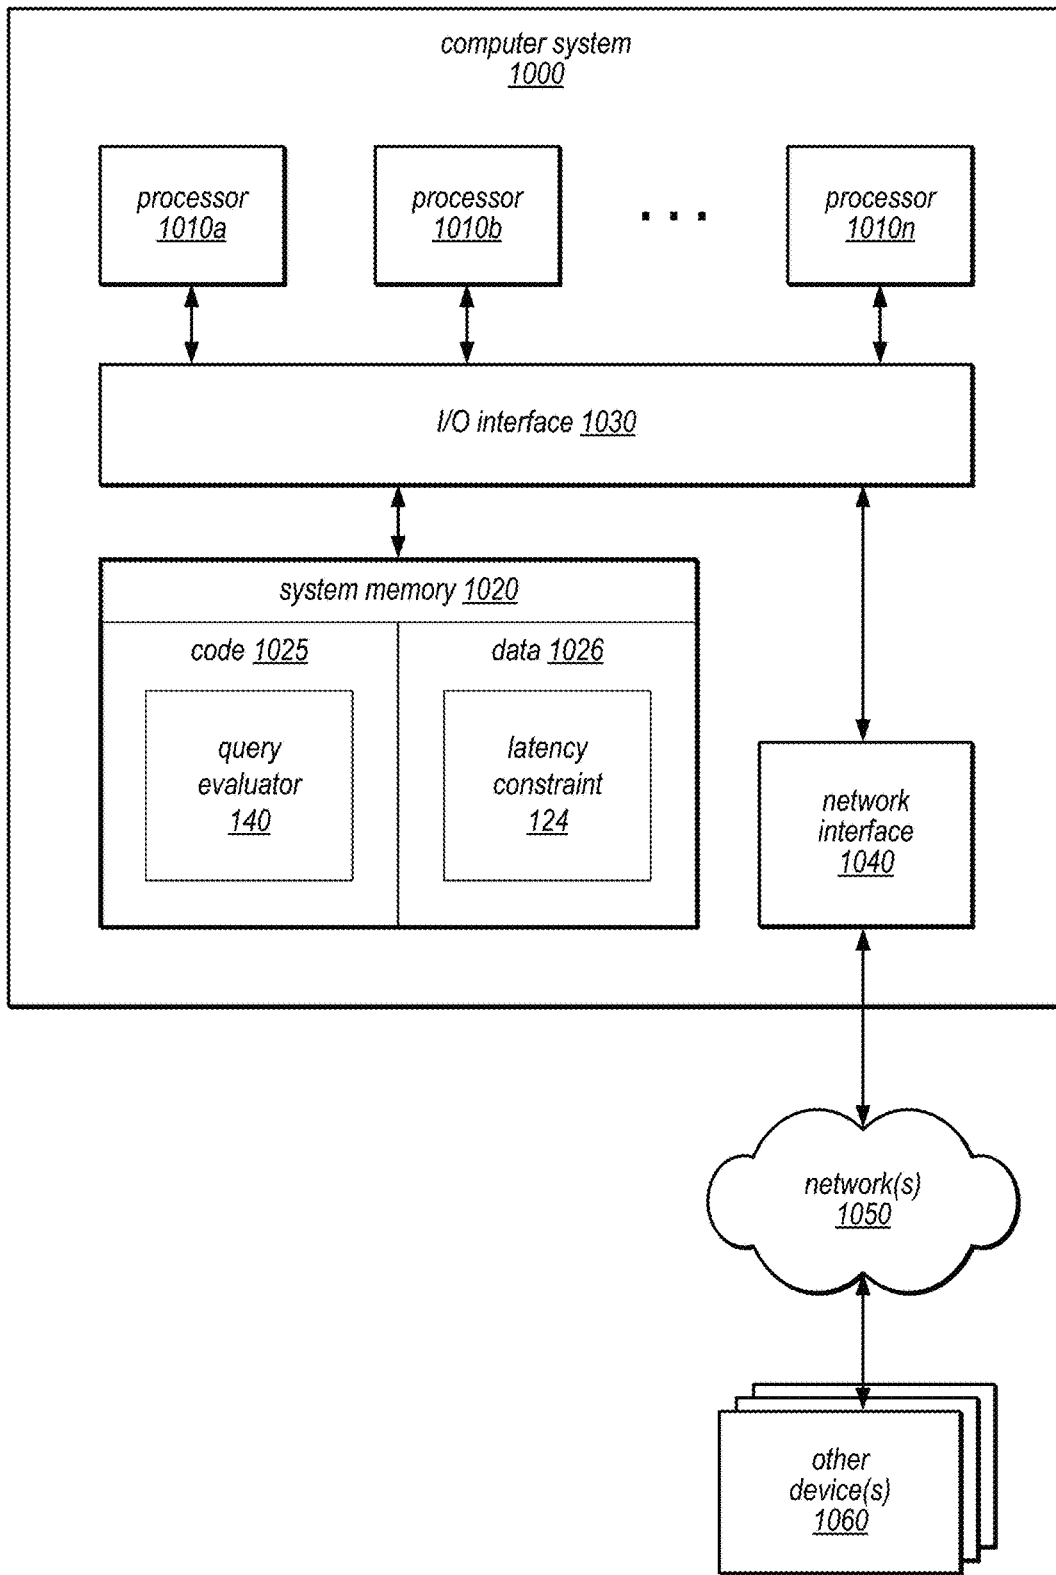 computer system
1000
processor
1010a
processor
1010b
. . .
processor
1010n
I/O interface 1030
system memory 1020
code 1025
data 1026
query
evaluator
140
latency
constraint
124
network
interface
1040
network(s)
1050
other
device(s)
1060